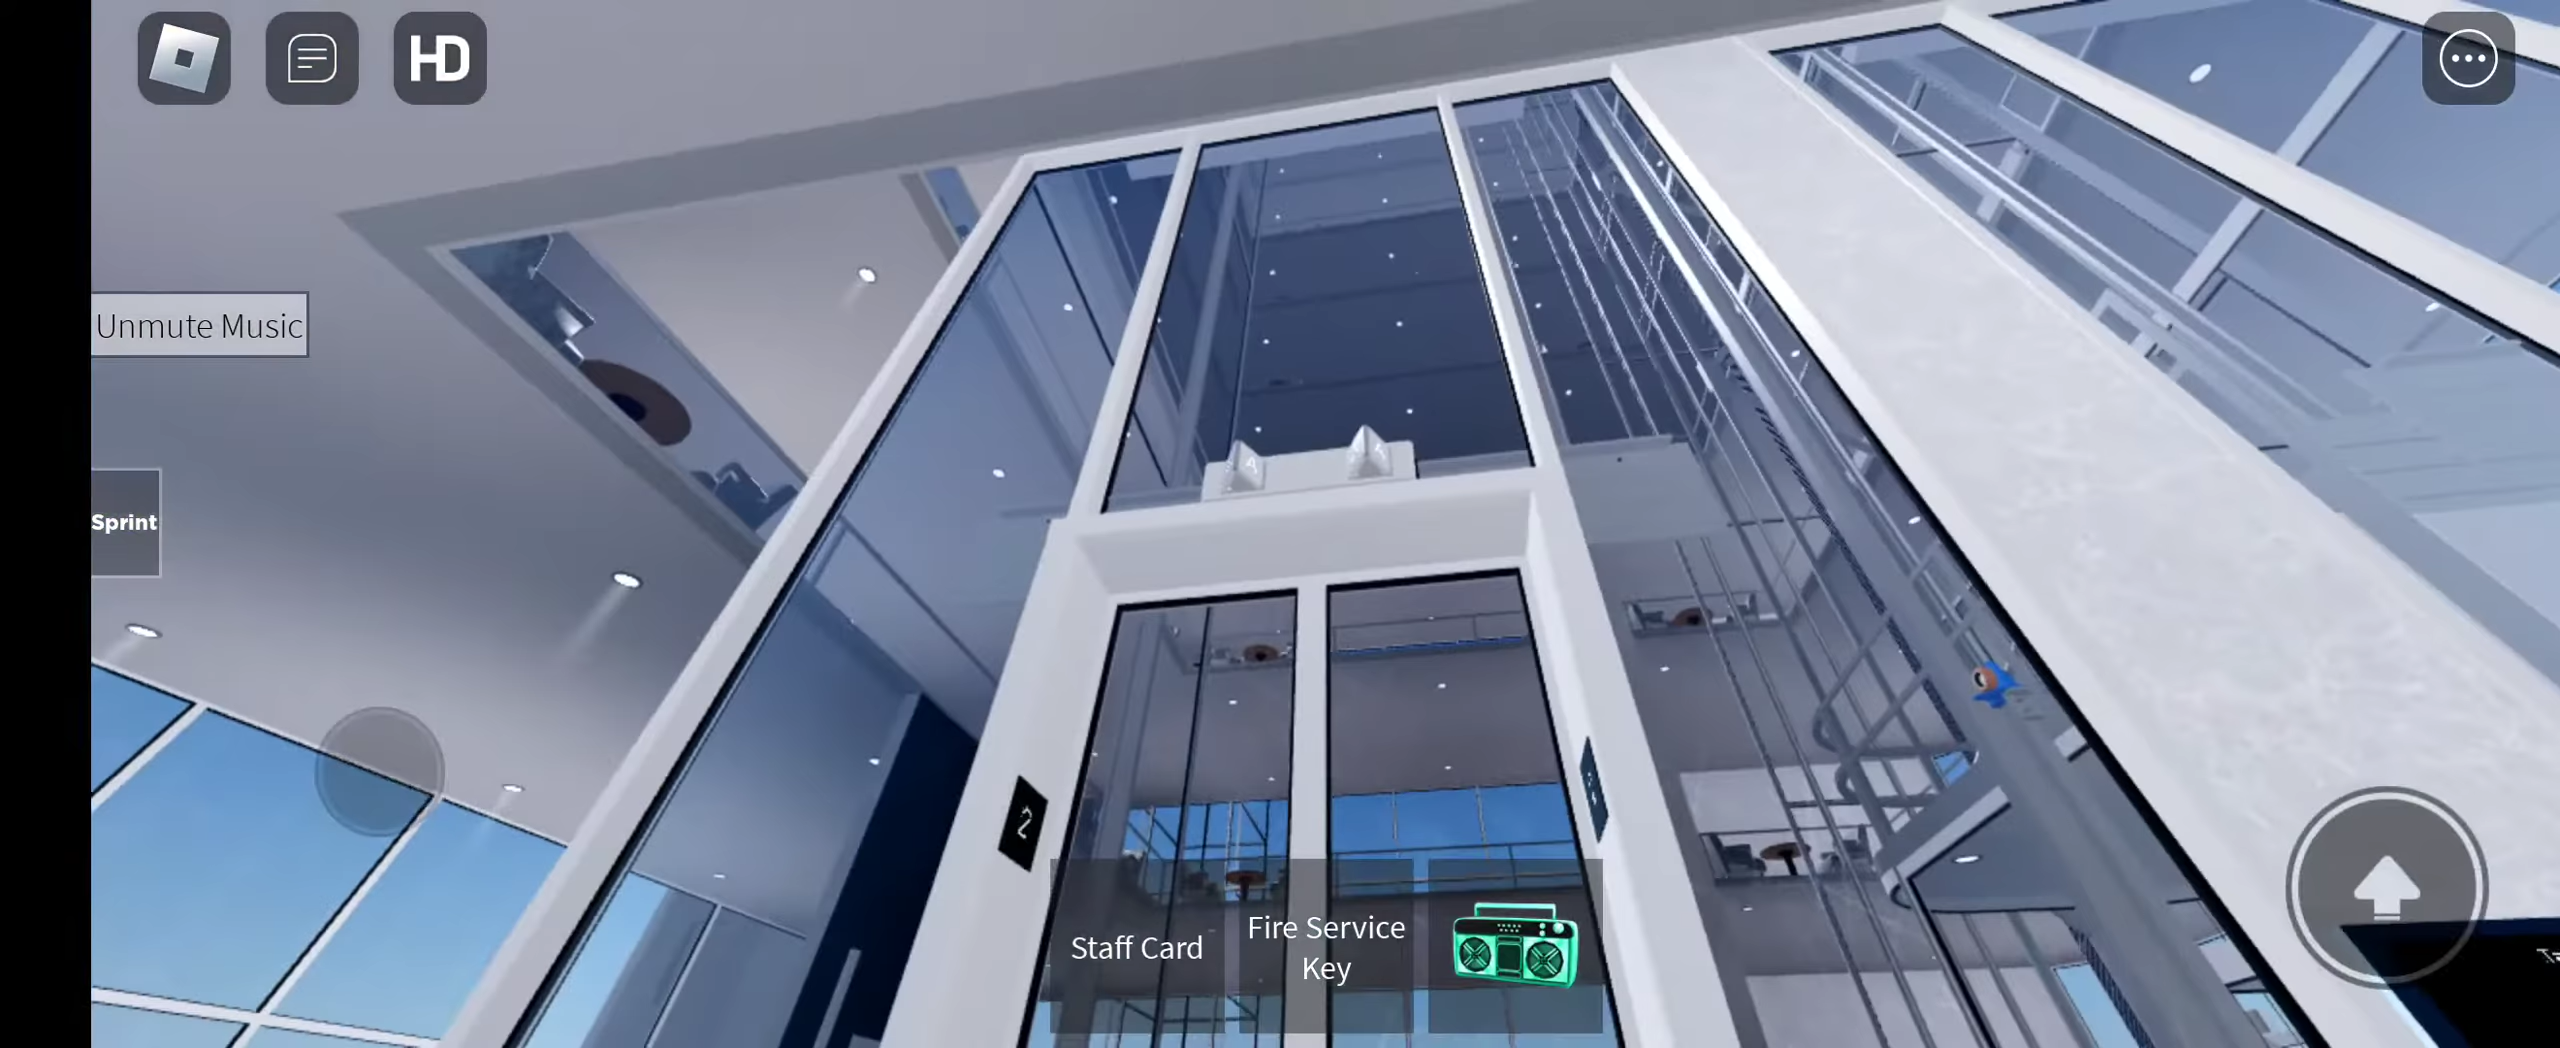 HD
Unmute Music
Sprint
2
Staff Card
Fire Service
Key